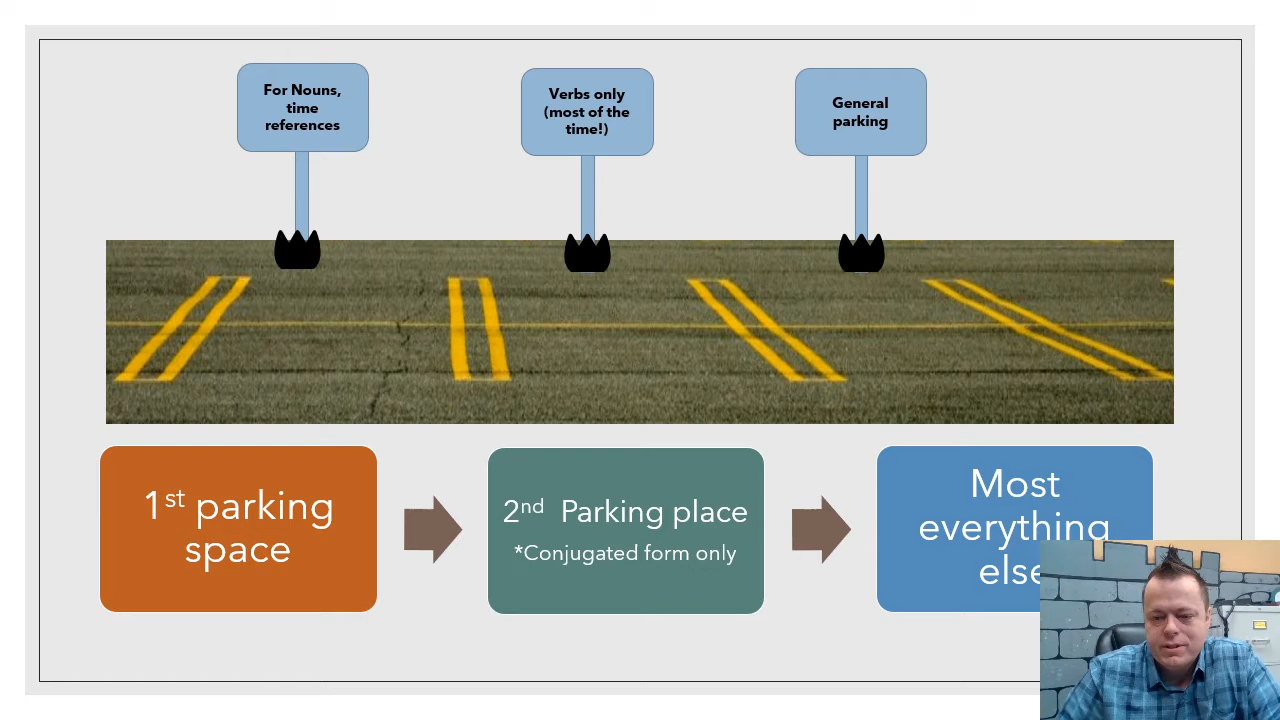 For Nouns,
time
references
Verbs only
(most of the
time!)
General
parking
1st parking
space
2nd Parking place
*Conjugated form only
Most
everything
else